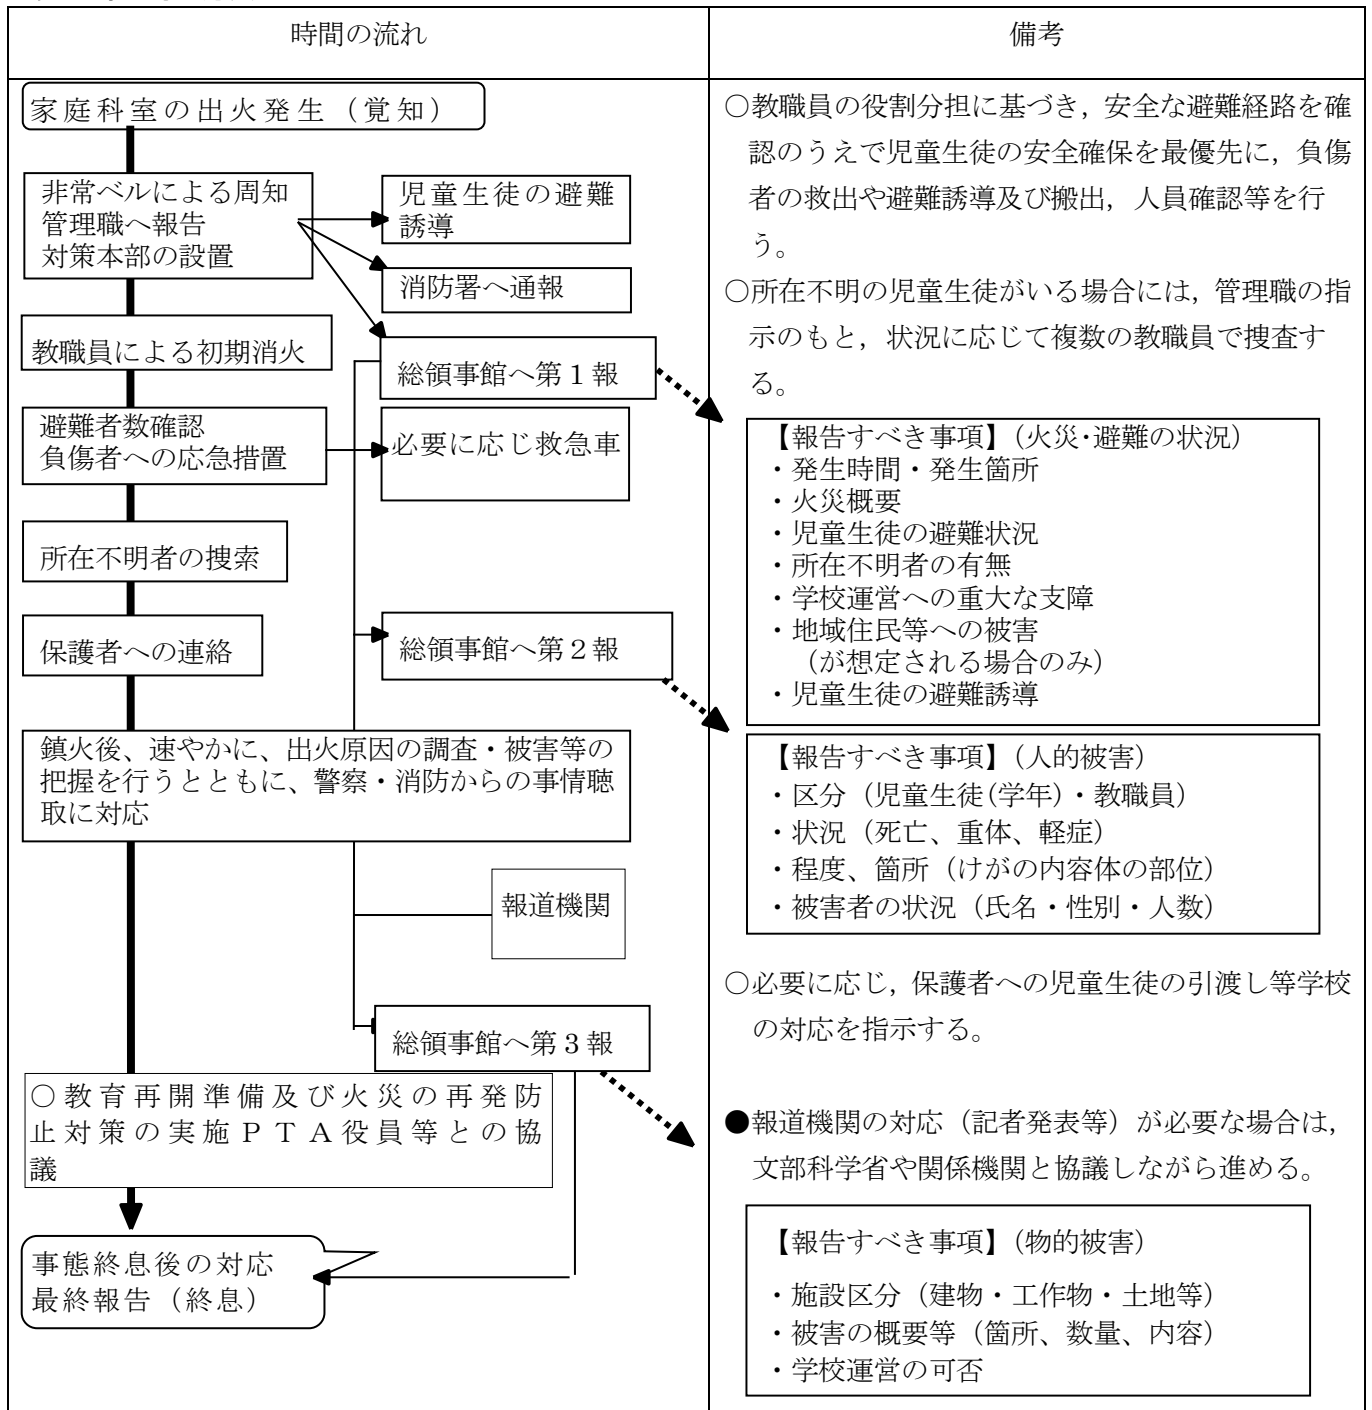 時間の流れ
備考
家庭科室の出火発生（覚知）
非常ベルによる周知
管理職へ報告
対策本部の設置
児童生徒の避難
誘導
消防署へ通報
教職員による初期消火
総領事館へ第１報
避難者数確認
負傷者への応急措置
必要に応じ救急車
所在不明者の捜索
保護者への連絡
総領事館へ第２報
鎮火後、速やかに、出火原因の調査・被害等の
把握を行うとともに、警察・消防からの事情聴
取に対応
報道機関
総領事館へ第３報
○教育再開準備及び火災の再発防
止対策の実施ＰＴＡ役員等との協
議
事態終息後の対応
最終報告（終息）
○教職員の役割分担に基づき，安全な避難経路を確
認のうえで児童生徒の安全確保を最優先に，負傷
者の救出や避難誘導及び搬出，人員確認等を行
う。
○所在不明の児童生徒がいる場合には，管理職の指
示のもと，状況に応じて複数の教職員で捜査す
る。
【報告すべき事項】（火災・避難の状況）
・発生時間・発生箇所
・火災概要
・児童生徒の避難状況
・所在不明者の有無
・学校運営への重大な支障
・地域住民等への被害
（が想定される場合のみ）
・児童生徒の避難誘導
【報告すべき事項】（人的被害）
・区分（児童生徒（学年）・教職員）
・状況（死亡、重体、軽症）
・程度、箇所（けがの内容体の部位）
・被害者の状況（氏名・性別・人数）
○必要に応じ，保護者への児童生徒の引渡し等学校
の対応を指示する。
●報道機関の対応（記者発表等）が必要な場合は，
文部科学省や関係機関と協議しながら進める。
【報告すべき事項】（物的被害）
・施設区分（建物・工作物・土地等）
・被害の概要等（箇所、数量、内容）
・学校運営の可否